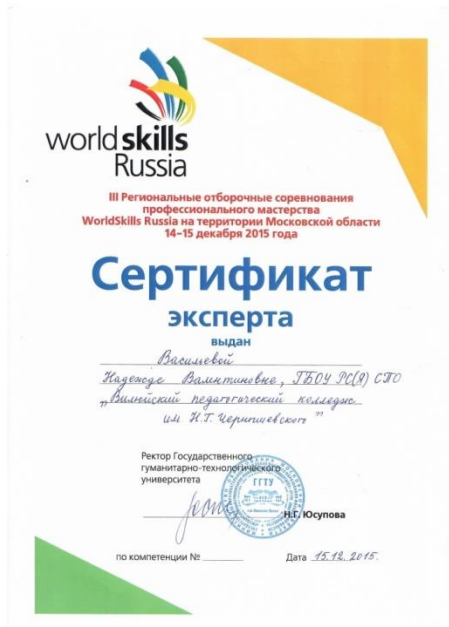 world skills
Russia
III Региональные отборочные соревнования
профессионального мастерства
WorldSkills Russia на территории Московской области
14-15 декабря 2015 года
Сертификат
эксперта
выдан
Васильевой
Надежде Валентиновне, ГБОУ РС(Я) СПО
„Вилюйский педагогический колледж
им Н.Г. Чернышевского"
Ректор Государственного
гуманитарно-технологического
университета
ГГТУ
Н.Г. Юсупова
по компетенции № Дата 15.12.2015.